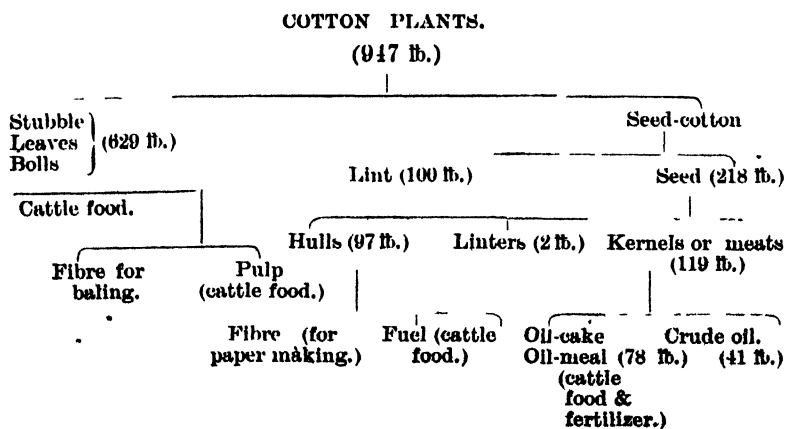 COTTON PLANTS.
(947 lb.)
Stubble
Leaves (629 lb.)
Bolls
Seed-cotton
Lint (100 lb.)
Seed (218 lb.)
Cattle food.
Hulls (97 lb.)
Linters (2 lb.)
Kernels or meats
(119 lb.)
Fibre for
baling.
Pulp
(cattle food.)
Fibre (for
paper making.)
Fuel (cattle
food.)
Oil-cake
Oil-meal (78 lb.)
(cattle
food &
fertilizer.)
Crude oil.
(41 lb.)